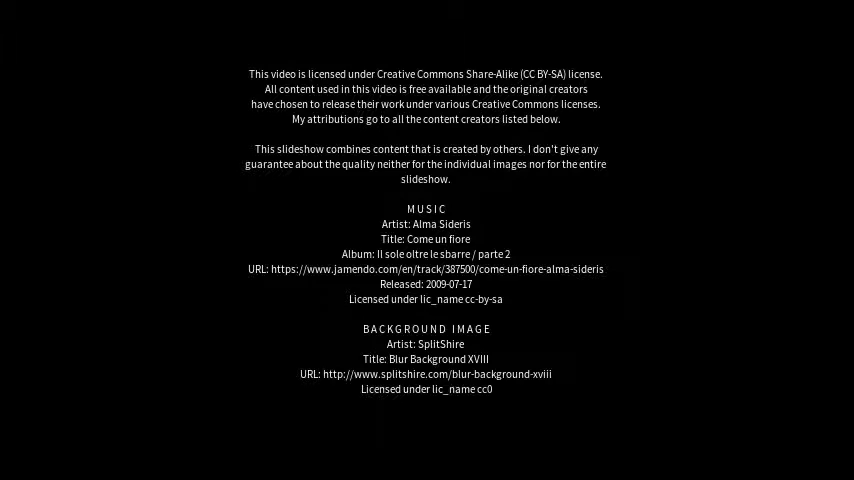 This video is licensed under Creative Commons Share-Alike (CC BY-SA) license.
All content used in this video is free available and the original creators
have chosen to release their work under various Creative Commons licenses.
My attributions go to all the content creators listed below.
This slideshow combines content that is created by others. I don't give any
guarantee about the quality neither for the individual images nor for the entire
slideshow.
MUSIC
Artist: Alma Sideris
Title: Come un fiore
Album: Il sole oltre le sbarre / parte 2
URL: https://www.jamendo.com/en/track/387500/come-un-fiore-alma-sideris
Released: 2009-07-17
Licensed under lic_name cc-by-sa
BACKGROUND IMAGE
Artist: SplitShire
Title: Blur Background XVIII
URL: http://www.splitshire.com/blur-background-xviii
Licensed under lic_name cc0